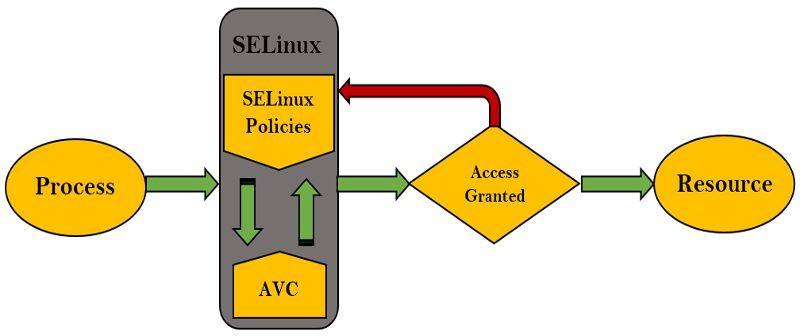 SELinux
SELinux
Policies
Process
Access
Granted
Resource
AVC